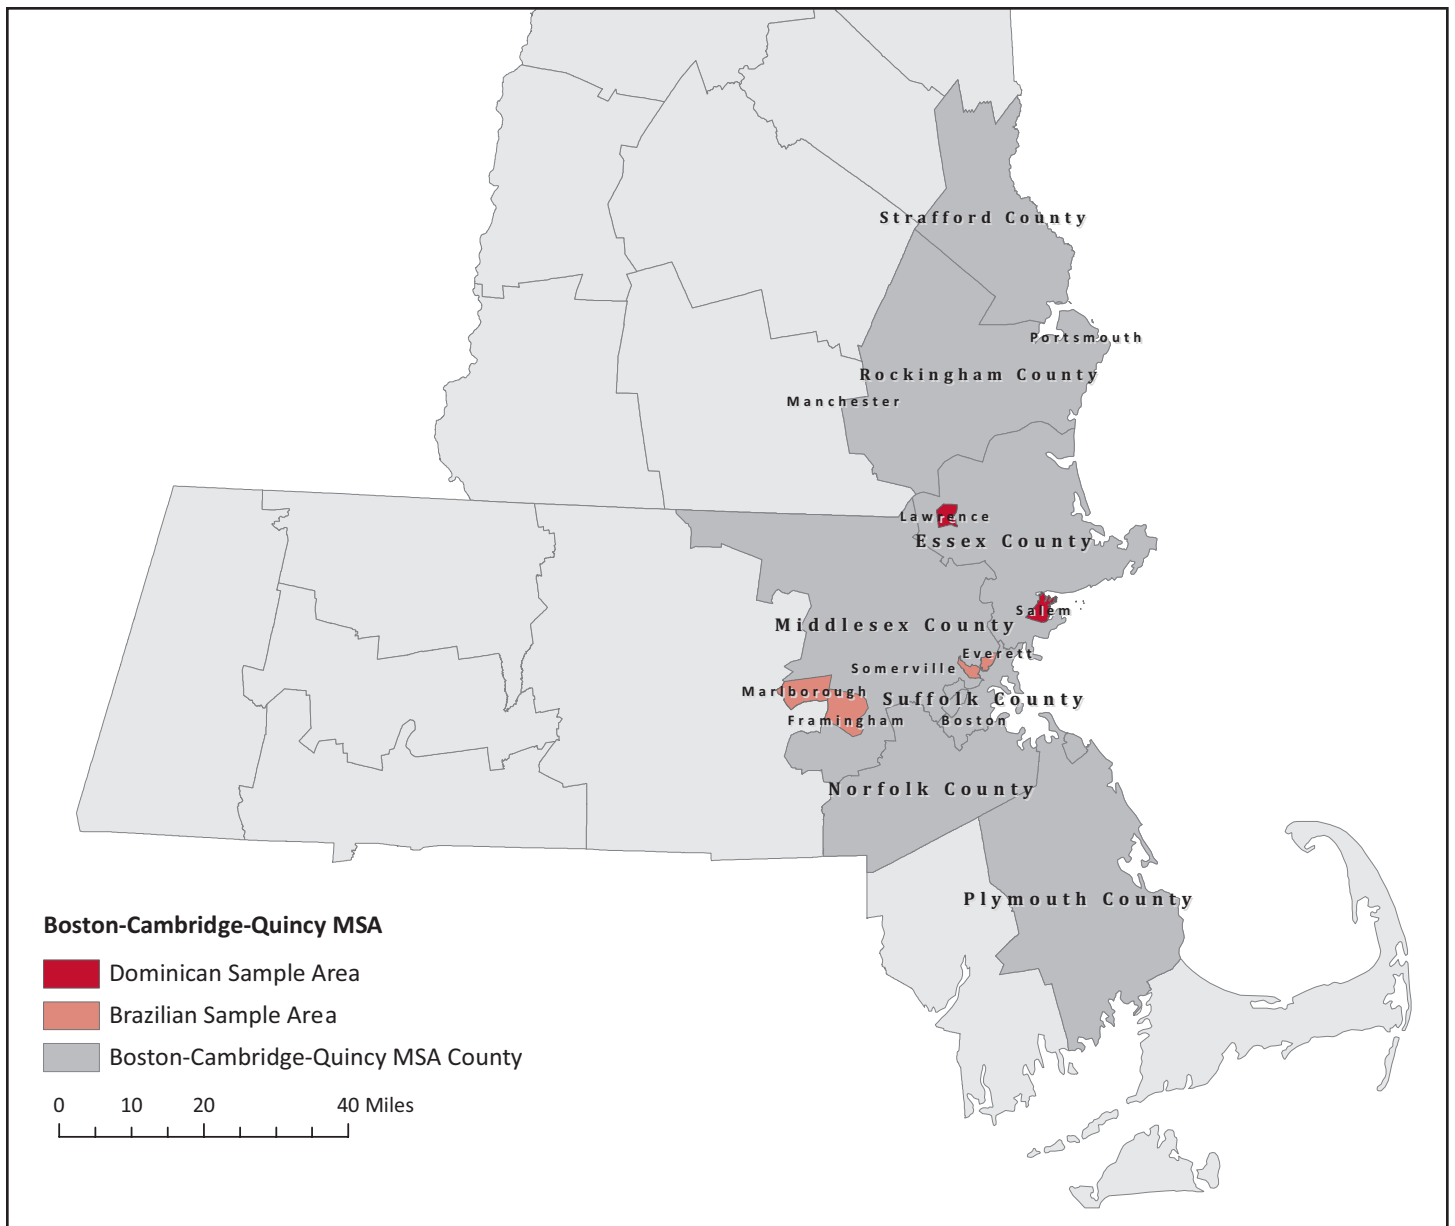 Strafford County
Portsmouth
Rockingham County
Manchester
Lawrence
Essex County
Salem
Middlesex County
Everett
Somerville
Marlborough
Suffolk County
Framingham
Boston
Norfolk County
Plymouth County
Boston-Cambridge-Quincy MSA
Dominican Sample Area
Brazilian Sample Area
Boston-Cambridge-Quincy MSA County
0 10 20 40 Miles